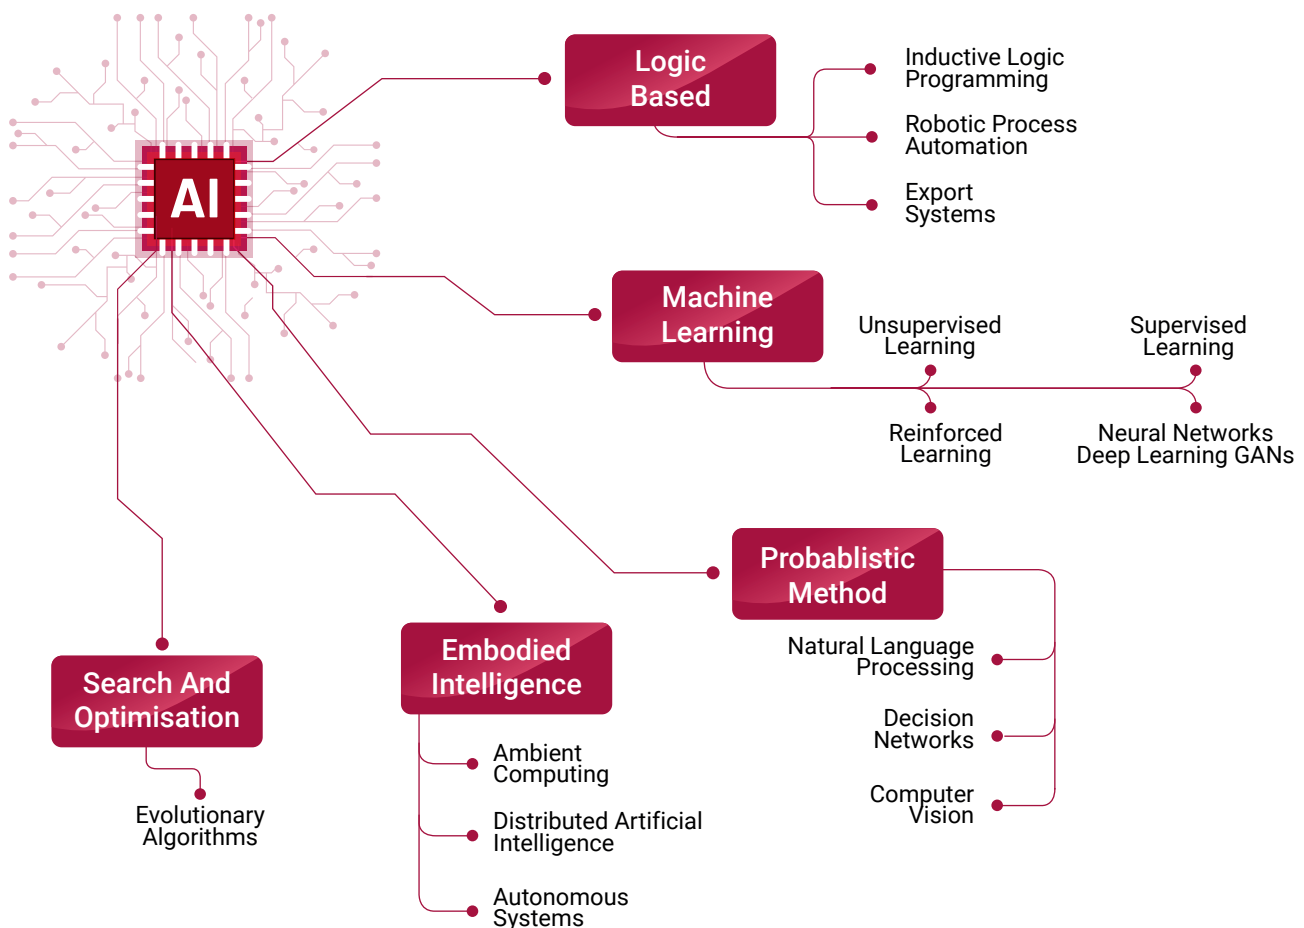 AI
Logic
Based
Inductive Logic
Programming
Robotic Process
Automation
Export
Systems
Machine
Learning
Unsupervised
Learning
Supervised
Learning
Reinforced
Learning
Neural Networks
Deep Learning GANs
Probablistic
Method
Natural Language
Processing
Decision
Networks
Computer
Vision
Embodied
Intelligence
Ambient
Computing
Distributed Artificial
Intelligence
Autonomous
Systems
Search And
Optimisation
Evolutionary
Algorithms